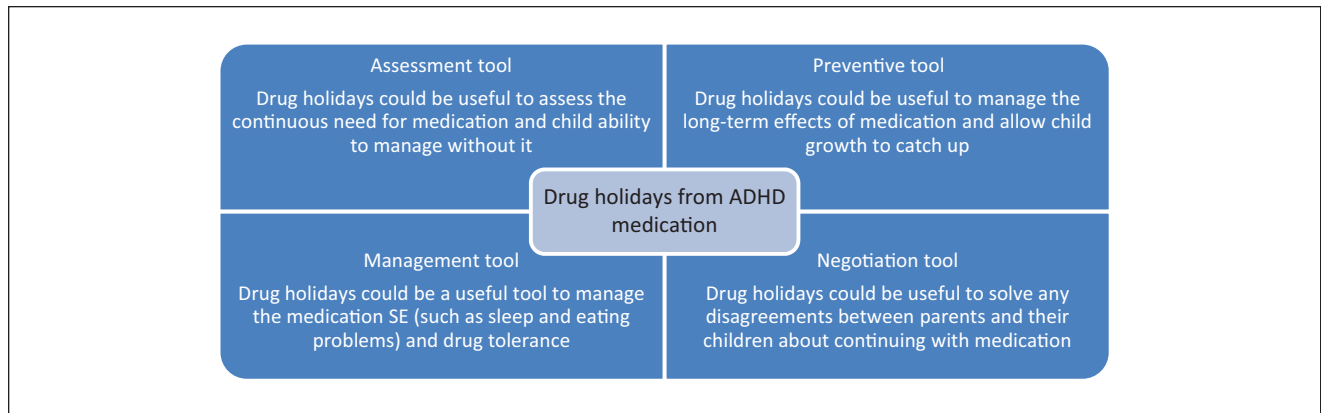 Assessment tool
Drug holidays could be useful to assess the
continuous need for medication and child ability
to manage without it
Preventive tool
Drug holidays could be useful to manage the
long-term effects of medication and allow child
growth to catch up
Drug holidays from ADHD
medication
Management tool
Drug holidays could be a useful tool to manage
the medication SE (such as sleep and eating
problems) and drug tolerance
Negotiation tool
Drug holidays could be useful to solve any
disagreements between parents and their
children about continuing with medication